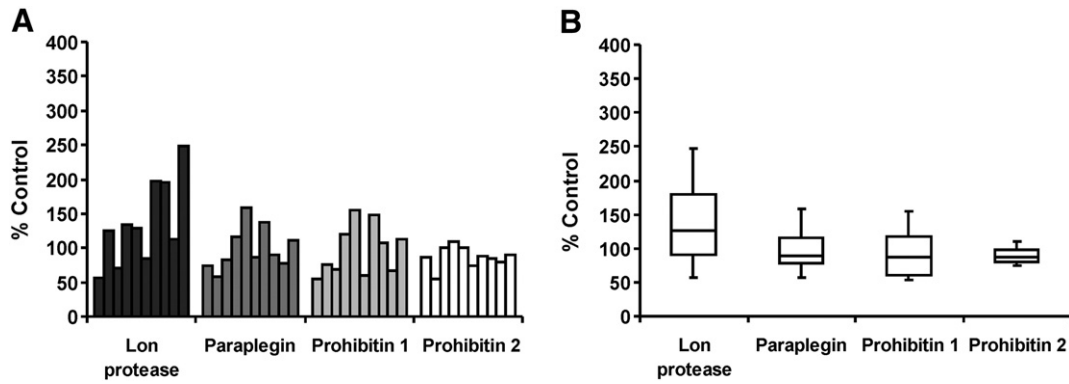 A
400
350
300
250
200
150
100
50
0
% Control
Lon
protease
Paraplegin
Prohibitin 1
Prohibitin 2
B
400
350
300
250
200
150
100
50
0
% Control
Lon
protease
Paraplegin
Prohibitin 1
Prohibitin 2